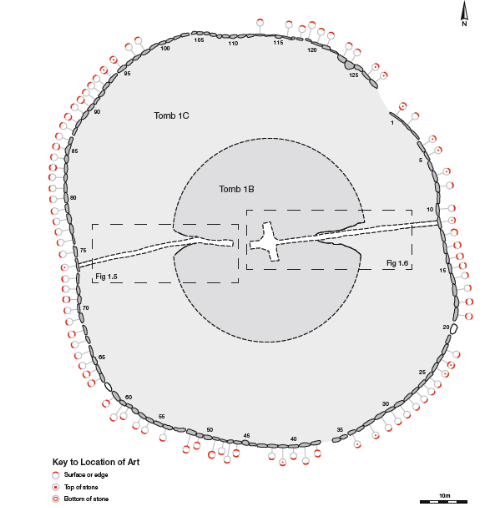 N
105
110
115
120
125
100
95
90
85
80
75
70
65
60
55
50
45
40
35
30
25
20
15
10
5
1
Tomb 1C
Tomb 1B
Fig 1.5
Fig 1.6
Key to Location of Art
Surface or edge
Top of stone
Bottom of stone
10m